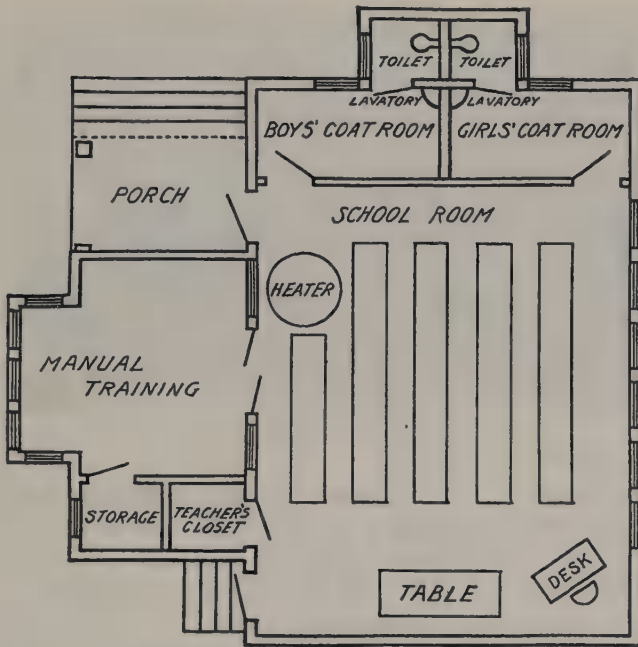 TOILET
TOILET
LAVATORY
LAVATORY
BOYS' COAT ROOM
GIRLS' COAT ROOM
PORCH
SCHOOL ROOM
HEATER
MANUAL
TRAINING
STORAGE
TEACHER'S
CLOSET
TABLE
DESK